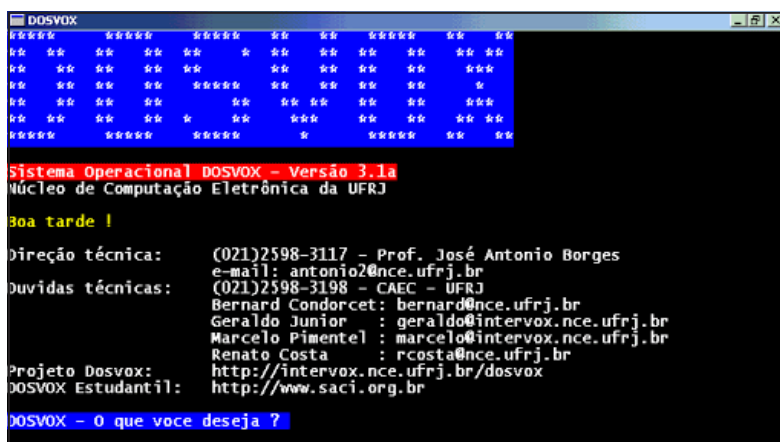 DOSVOX
DOSVOX
Sistema Operacional DOSVOX - Versão 3.1a
Núcleo de Computação Eletrônica da UFRJ
Boa tarde !
Direção técnica: (021)2598-3117 - Prof. José Antonio Borges
e-mail: antonio2@nce.ufrj.br
Duvidas técnicas: (021)2598-3198 - CAEC - UFRJ
Bernard Condorcet: bernard@nce.ufrj.br
Geraldo Junior : geraldo@intervox.nce.ufrj.br
Marcelo Pimentel : marcelo@intervox.nce.ufrj.br
Renato Costa : rcosta@nce.ufrj.br
Projeto Dosvox: http://intervox.nce.ufrj.br/dosvox
DOSVOX Estudantil: http://www.saci.org.br
DOSVOX - O que voce deseja ?